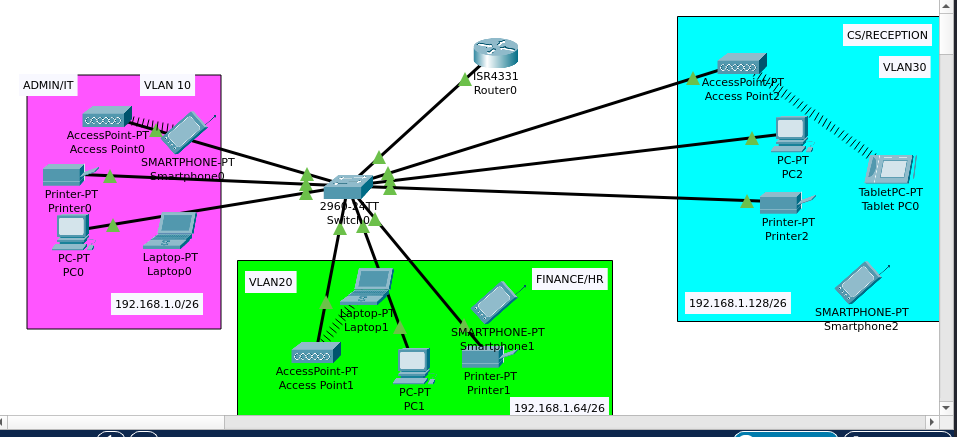 ISR4331
Router0
CS/RECEPTION
VLAN30
ADMIN/IT
VLAN 10
AccessPoint-PT
Access Point0
SMARTPHONE-PT
Smartphone0
Printer-PT
Printer0
PC-PT
PC0
Laptop-PT
Laptop0
192.168.1.0/26
2960-24TT
Switch0
AccessPoint-PT
Access Point2
PC-PT
PC2
TabletPC-PT
Tablet PC0
Printer-PT
Printer2
192.168.1.128/26
SMARTPHONE-PT
Smartphone2
VLAN20
FINANCE/HR
Laptop-PT
Laptop1
SMARTPHONE-PT
Smartphone1
AccessPoint-PT
Access Point1
PC-PT
PC1
Printer-PT
Printer1
192.168.1.64/26